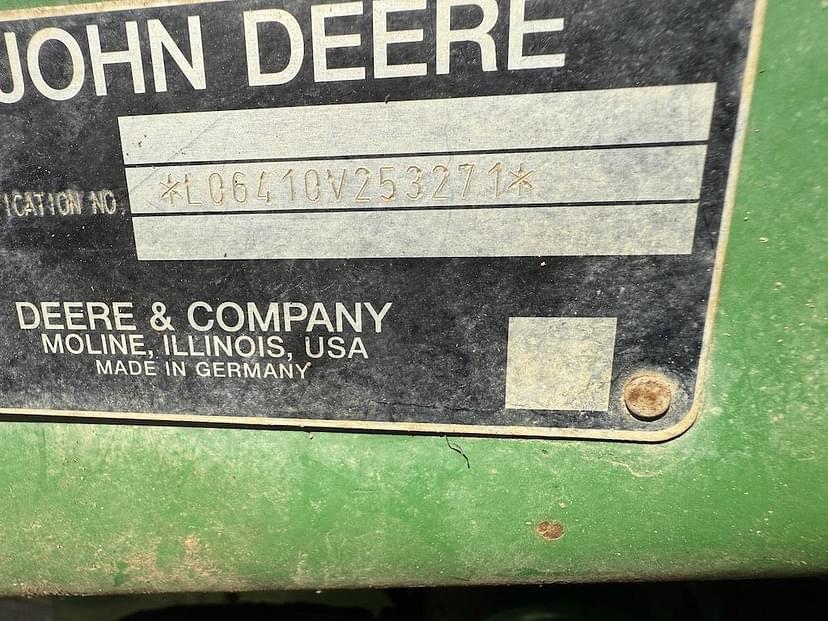 JOHN DEERE
ICATION NO. *L06410V253271*
DEERE & COMPANY
MOLINE, ILLINOIS, USA
MADE IN GERMANY